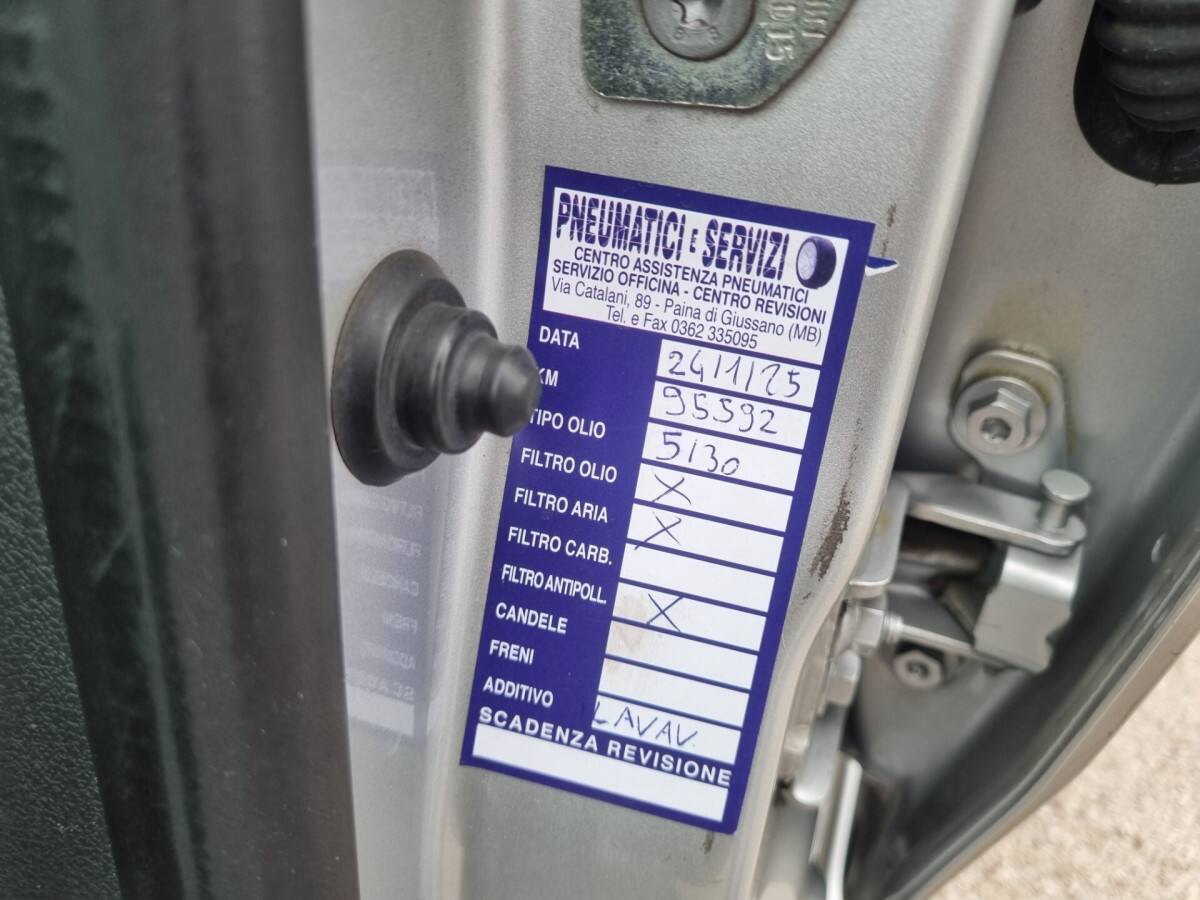 PNEUMATICI E SERVIZI
CENTRO ASSISTENZA PNEUMATICI
SERVIZIO OFFICINA - CENTRO REVISIONI
Via Catalani, 89 - Paina di Giussano (MB)
Tel. e Fax 0362 335095
DATA 24/1/25
KM 95592
TIPO OLIO 5/30
FILTRO OLIO X
FILTRO ARIA X
FILTRO CARB.
FILTRO ANTIPOLL. X
CANDELE
FRENI
ADDITIVO LAVAV.
SCADENZA REVISIONE